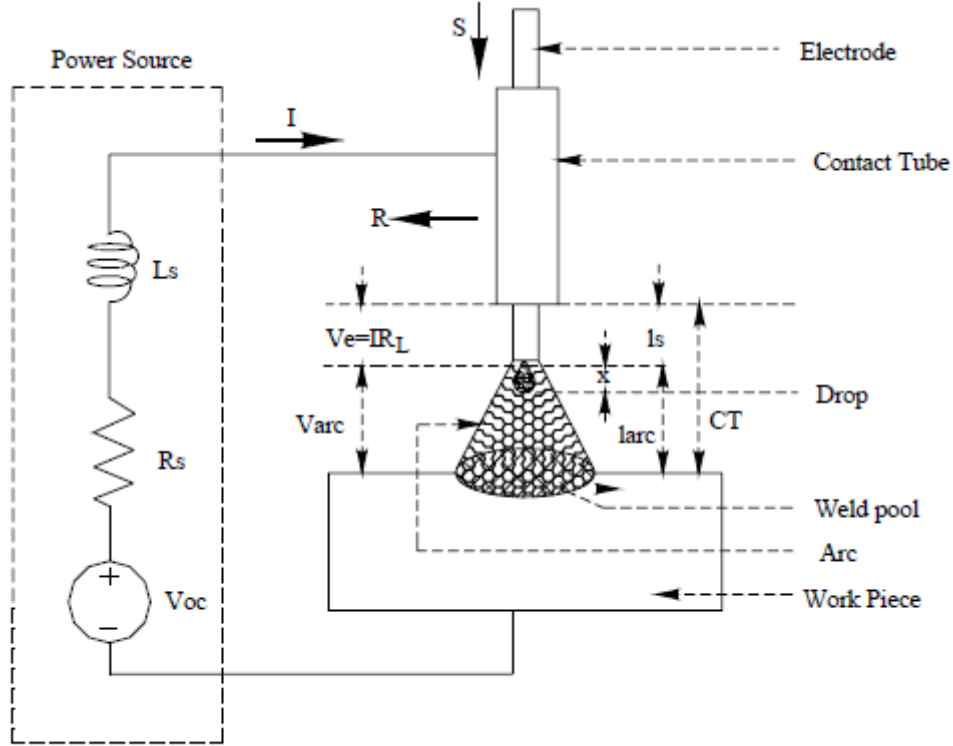 S
Electrode
Power Source
I
Contact Tube
R
Ls
Ve=IR_L
ls
x
Drop
Varc
larc
CT
Rs
Weld pool
Arc
+
Voc
−
Work Piece